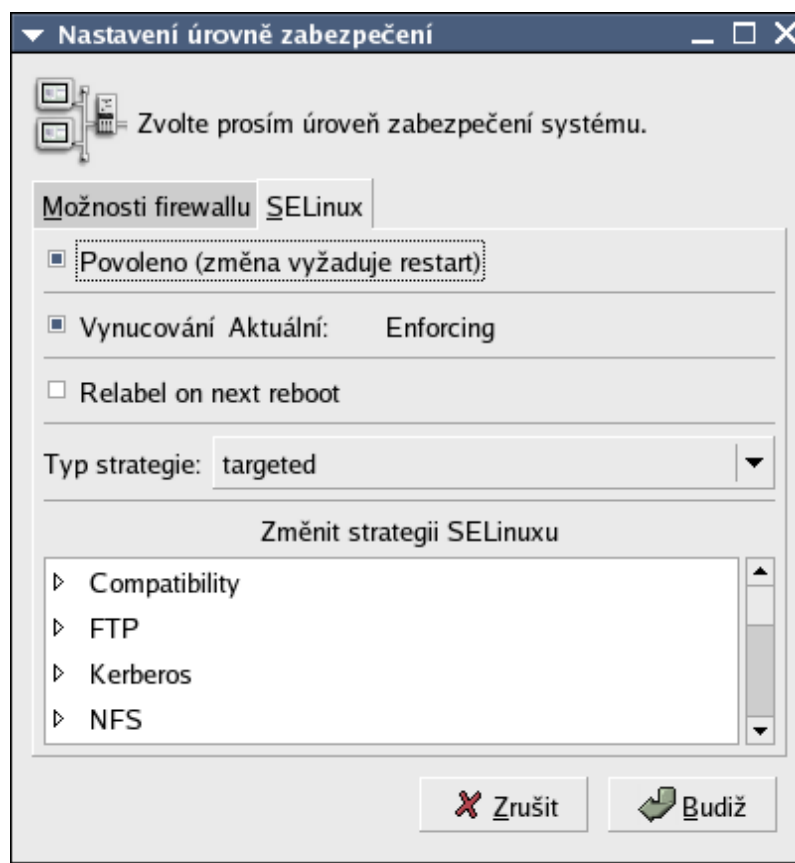 Nastavení úrovně zabezpečení
Zvolte prosím úroveň zabezpečení systému.
Možnosti firewallu SELinux
Povoleno (změna vyžaduje restart)
Vynucování Aktuální: Enforcing
Relabel on next reboot
Typ strategie: targeted
Změnit strategii SELinuxu
Compatibility
FTP
Kerberos
NFS
Zrušit Budiž